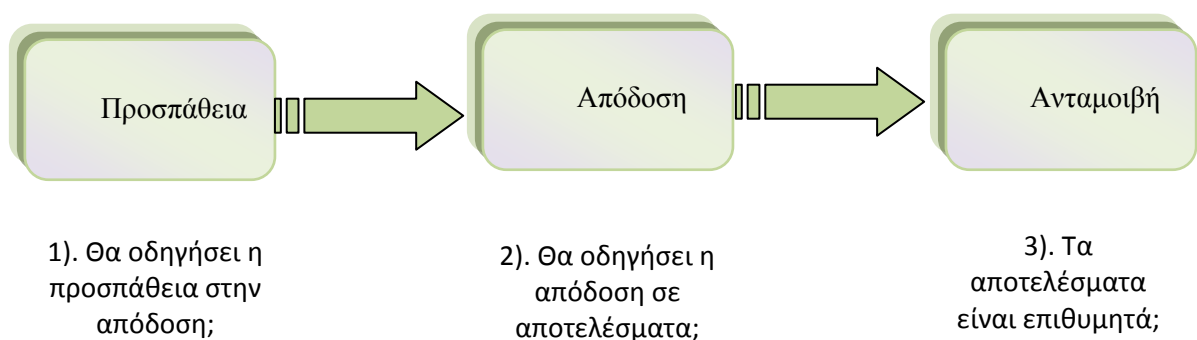 Προσπάθεια
Απόδοση
Ανταμοιβή
1). Θα οδηγήσει η
προσπάθεια στην
απόδοση;
2). Θα οδηγήσει η
απόδοση σε
αποτελέσματα;
3). Τα
αποτελέσματα
είναι επιθυμητά;